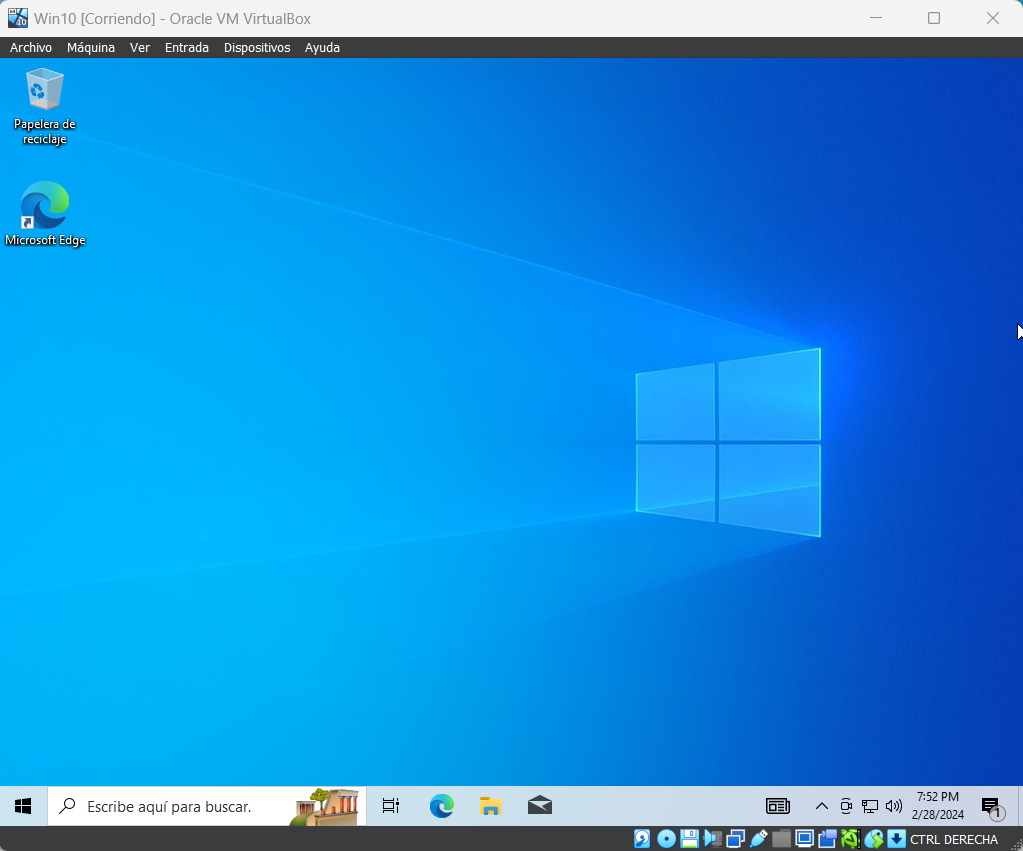 Win10 [Corriendo] - Oracle VM VirtualBox
Archivo Máquina Ver Entrada Dispositivos Ayuda
Papelera de
reciclaje
Microsoft Edge
Escribe aquí para buscar.
7:52 PM
2/28/2024
1
CTRL DERECHA